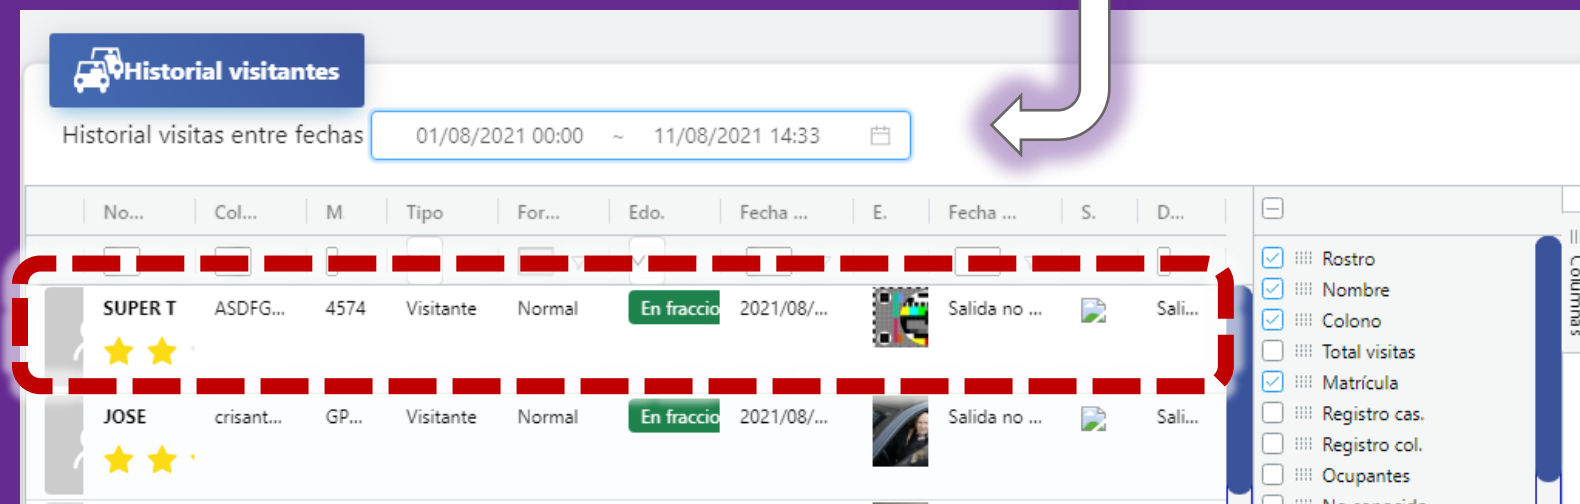 Historial visitantes
Historial visitas entre fechas 01/08/2021 00:00 ~ 11/08/2021 14:33
No... Col... M Tipo For... Edo. Fecha ... E. Fecha ... S. D...
SUPER T ASDFG... 4574 Visitante Normal En fraccio 2021/08/... Salida no ... Sali...
JOSE crisant... GP... Visitante Normal En fraccio 2021/08/... Salida no ... Sali...
Rostro
Nombre
Colono
Total visitas
Matrícula
Registro cas.
Registro col.
Ocupantes
Columnas